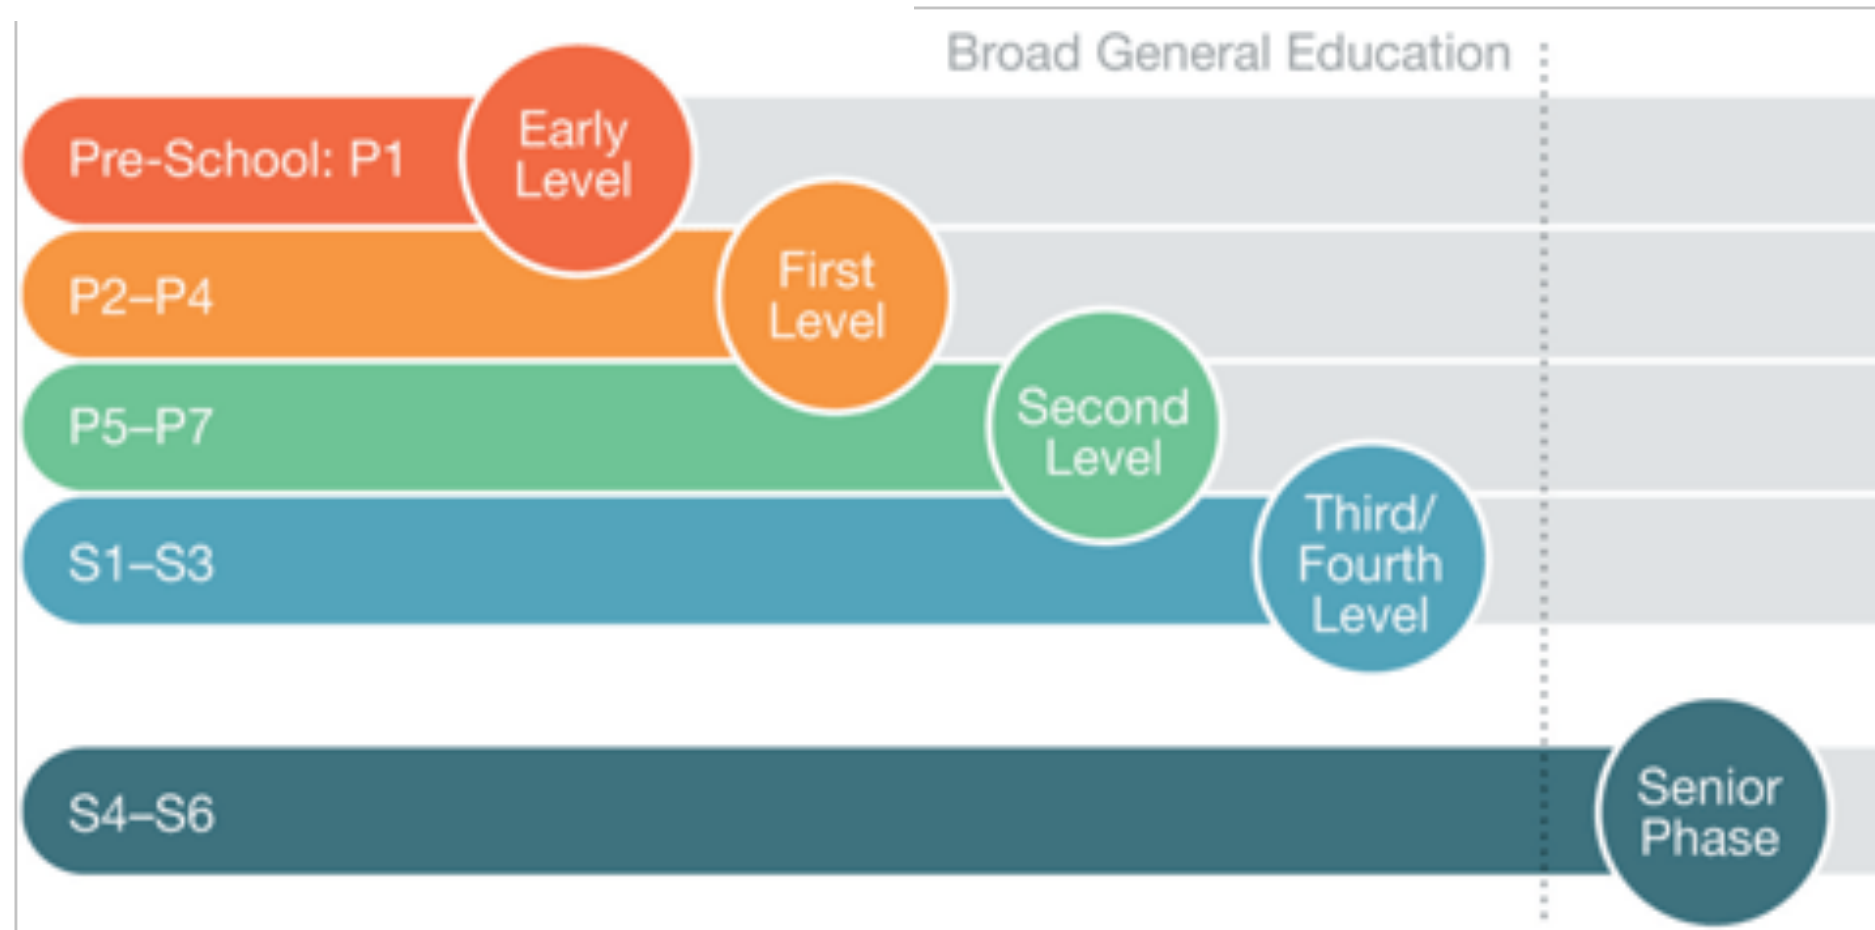 Broad General Education
Pre-School: P1
Early
Level
P2–P4
First
Level
P5–P7
Second
Level
S1–S3
Third/
Fourth
Level
S4–S6
Senior
Phase